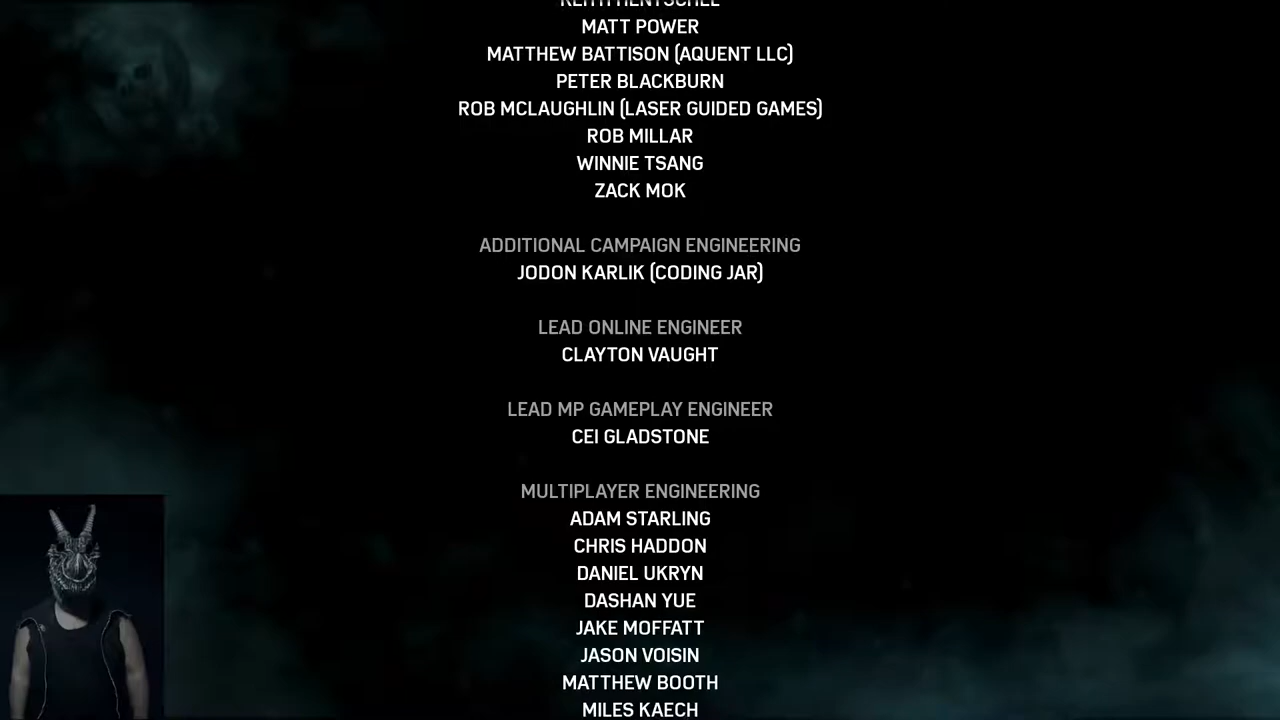 MATT POWER
MATTHEW BATTISON (AQUENT LLC)
PETER BLACKBURN
ROB MCLAUGHLIN (LASER GUIDED GAMES)
ROB MILLAR
WINNIE TSANG
ZACK MOK
ADDITIONAL CAMPAIGN ENGINEERING
JODON KARLIK (CODING JAR)
LEAD ONLINE ENGINEER
CLAYTON VAUGHT
LEAD MP GAMEPLAY ENGINEER
CEI GLADSTONE
MULTIPLAYER ENGINEERING
ADAM STARLING
CHRIS HADDON
DANIEL UKRYN
DASHAN YUE
JAKE MOFFATT
JASON VOISIN
MATTHEW BOOTH
MILES KAECH